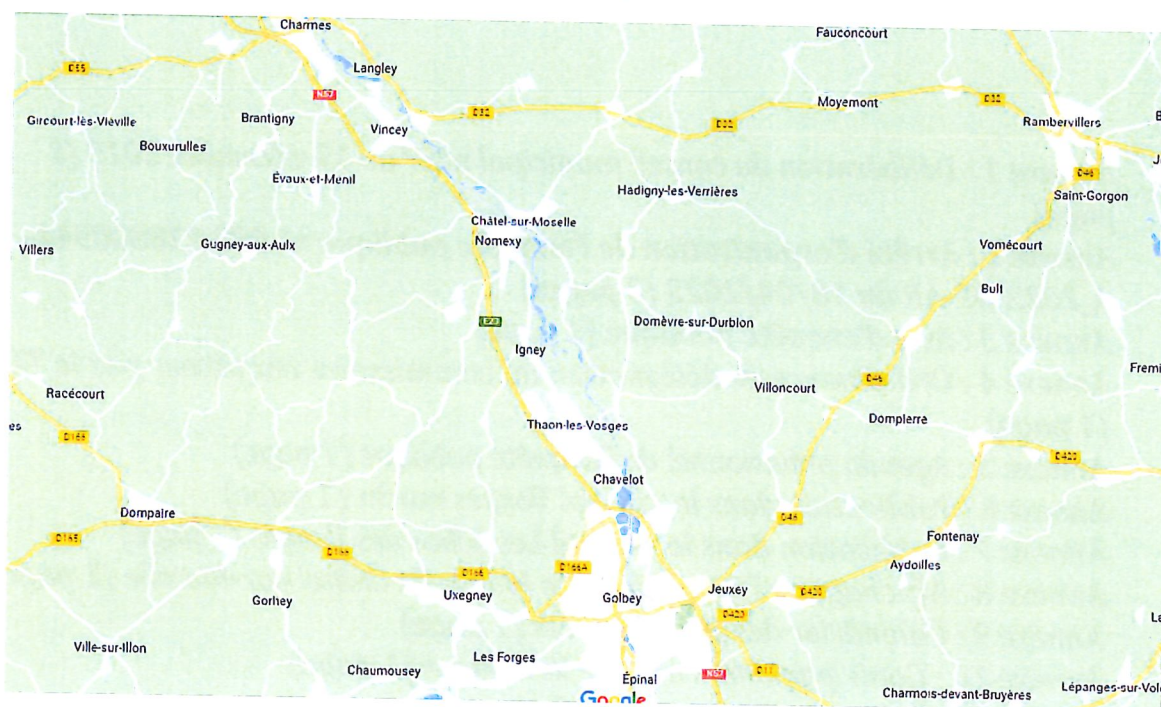 Charmes
Fauconcourt
Langley
D55
N57
Moyemont
D32
D32
D32
Gircourt-lès-Viéville
Brantigny
Vincey
Rambervillers
Bouxurulles
D46
Évaux-et-Menil
Hadigny-les-Verrières
Saint-Gorgon
Châtel-sur-Moselle
Nomexy
Villers
Gugney-aux-Aulx
Vomécourt
Bult
E23
Domèvre-sur-Durbion
Igney
Fremi
D46
Racécourt
Villoncourt
Dompierre
es
Thaon-les-Vosges
D166
D420
Chavelot
Dompaire
D46
D165
D166
Fontenay
D166A
Aydoilles
D166
Gorhey
Uxegney
Golbey
Jeuxey
D420
D420
La
Ville-sur-Illon
Les Forges
Chaumousey
N57
D11
Épinal
Charmois-devant-Bruyères
Lépanges-sur-Vol
Google